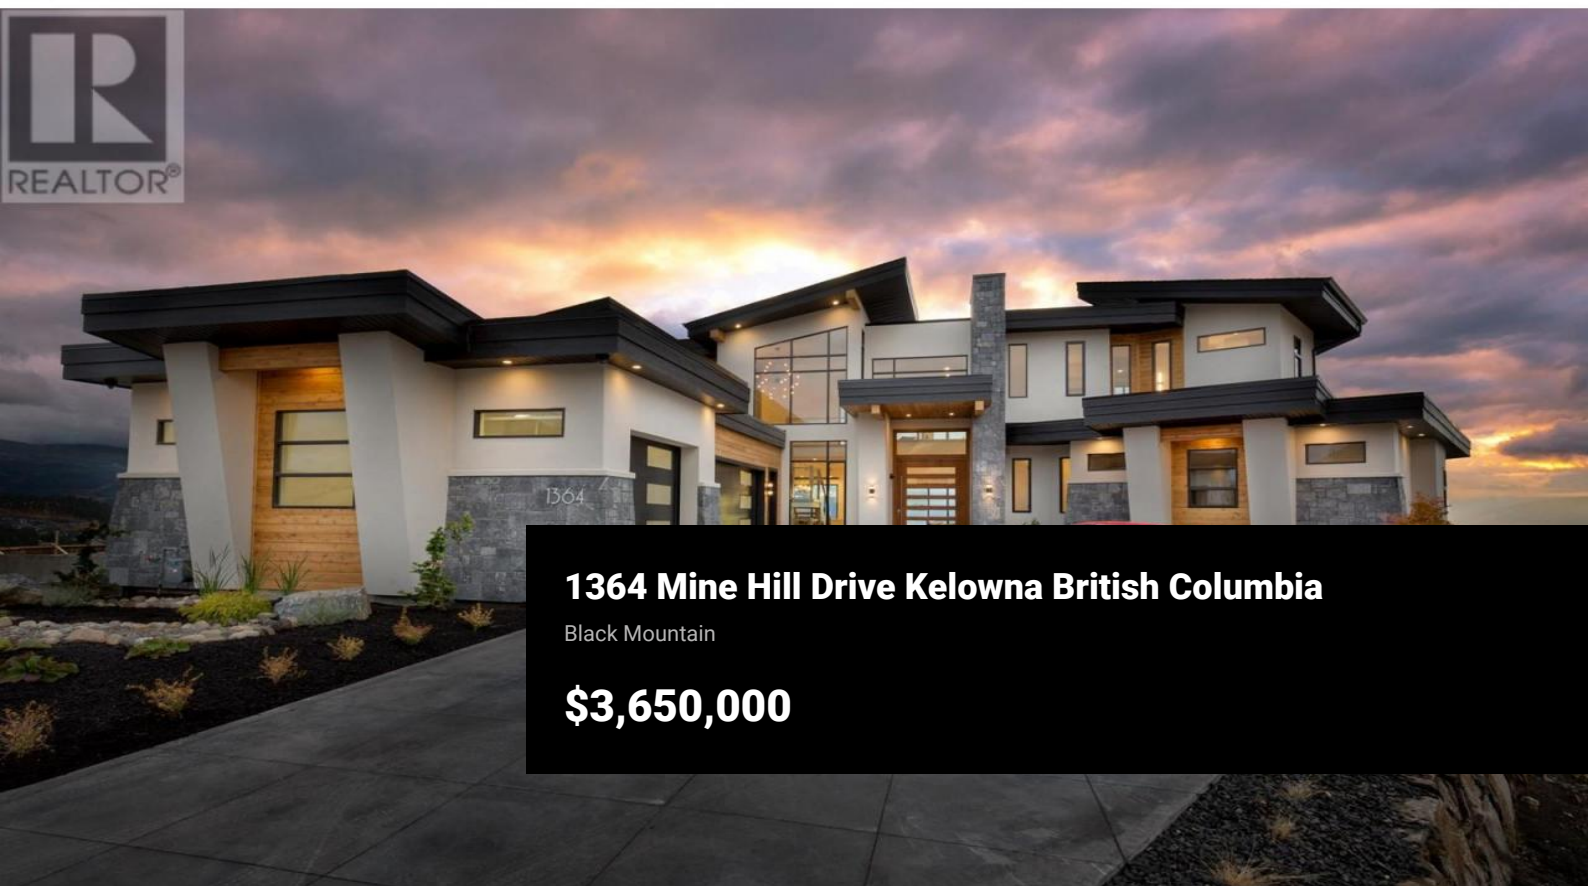 R
REALTOR®
1364
1364 Mine Hill Drive Kelowna British Columbia
Black Mountain
$3,650,000